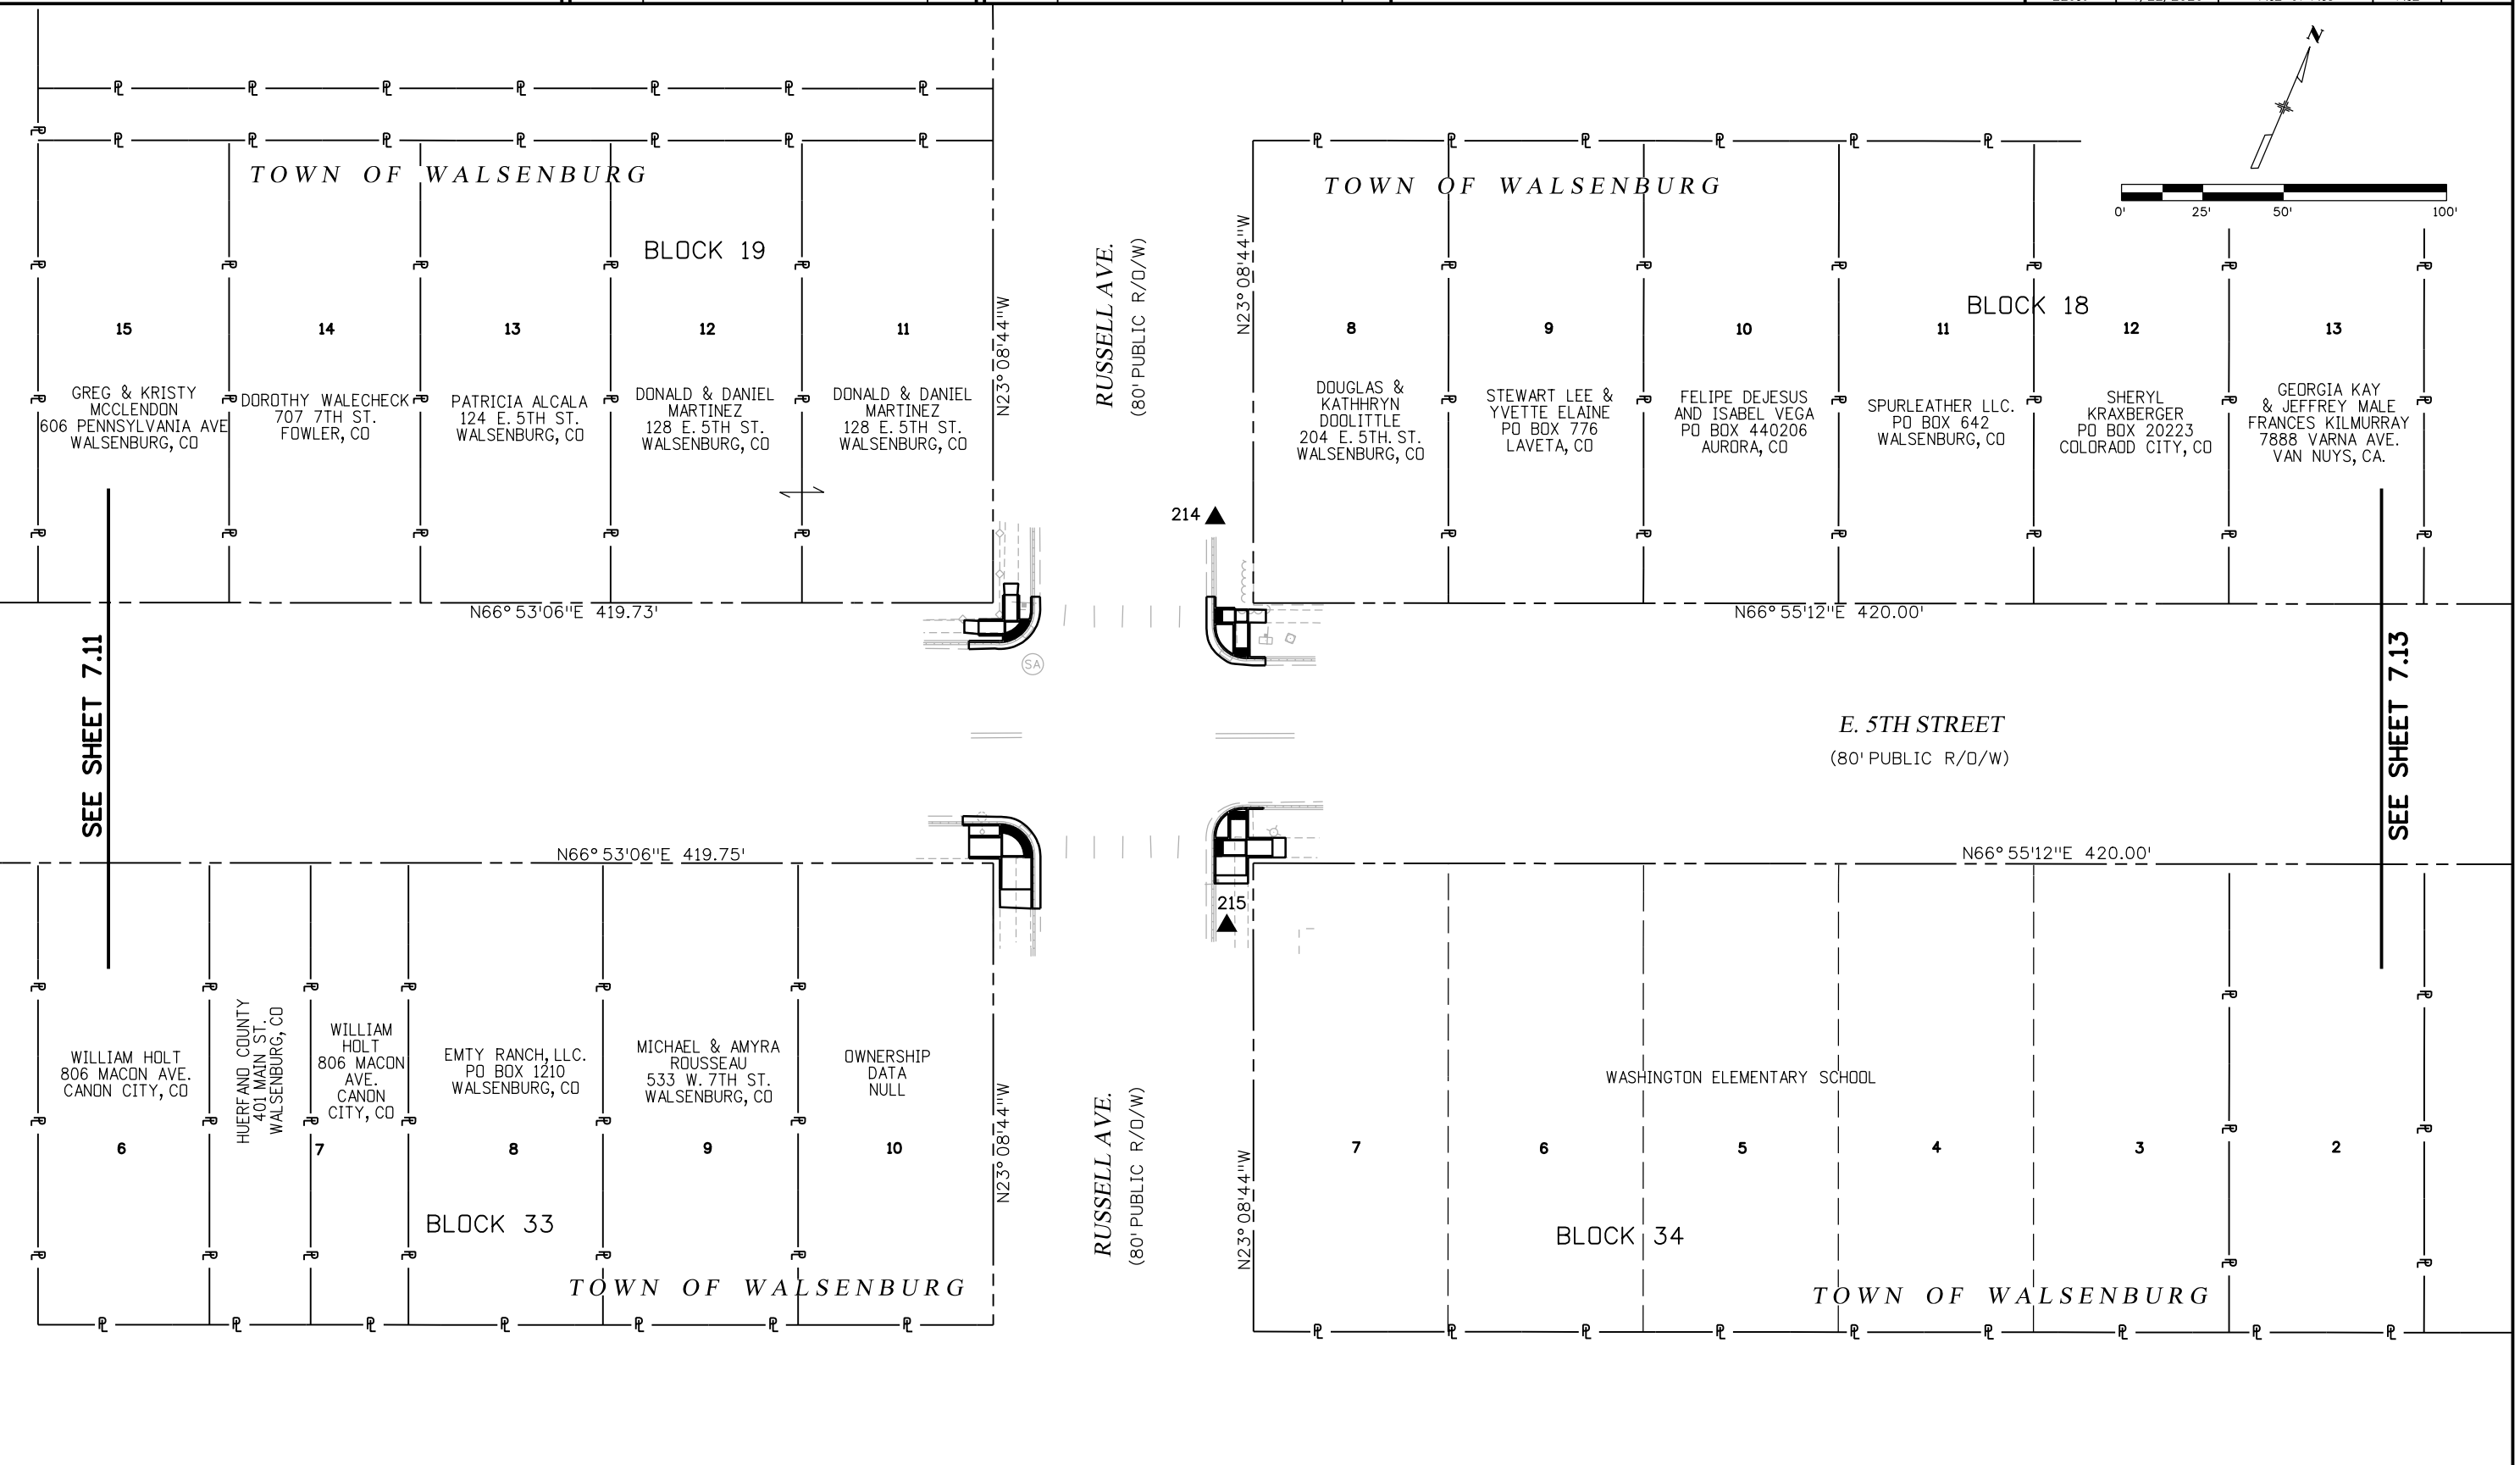 N
0' 25' 50' 100'
TOWN OF WALSENBURG
BLOCK 19
15
GREG & KRISTY
MCCLENDON
606 PENNSYLVANIA AVE
WALSENBURG, CO
14
DOROTHY WALECHECK
707 7TH ST.
FOWLER, CO
13
PATRICIA ALCALA
124 E. 5TH ST.
WALSENBURG, CO
12
DONALD & DANIEL
MARTINEZ
128 E. 5TH ST.
WALSENBURG, CO
11
DONALD & DANIEL
MARTINEZ
128 E. 5TH ST.
WALSENBURG, CO
N23°08'44"W
RUSSELL AVE.
(80' PUBLIC R/O/W)
N23°08'44"W
TOWN OF WALSENBURG
BLOCK 18
8
DOUGLAS &
KATHHRYN
DOOLITTLE
204 E. 5TH. ST.
WALSENBURG, CO
9
STEWART LEE &
YVETTE ELAINE
PO BOX 776
LAVETA, CO
10
FELIPE DEJESUS
AND ISABEL VEGA
PO BOX 440206
AURORA, CO
11
SPURLEATHER LLC.
PO BOX 642
WALSENBURG, CO
12
SHERYL
KRAXBERGER
PO BOX 20223
COLORAOD CITY, CO
13
GEORGIA KAY
& JEFFREY MALE
FRANCES KILMURRAY
7888 VARNA AVE.
VAN NUYS, CA.
214
N66°53'06"E 419.73'
N66°55'12"E 420.00'
SA
SEE SHEET 7.11
E. 5TH STREET
(80' PUBLIC R/O/W)
SEE SHEET 7.13
N66°53'06"E 419.75'
N66°55'12"E 420.00'
215
WILLIAM HOLT
806 MACON AVE.
CANON CITY, CO
6
HUERFANO COUNTY
401 MAIN ST.
WALSENBURG, CO
WILLIAM
HOLT
806 MACON
AVE.
CANON
CITY, CO
7
EMTY RANCH, LLC.
PO BOX 1210
WALSENBURG, CO
8
MICHAEL & AMYRA
ROUSSEAU
533 W. 7TH ST.
WALSENBURG, CO
9
OWNERSHIP
DATA
NULL
10
BLOCK 33
TOWN OF WALSENBURG
N23°08'44"W
RUSSELL AVE.
(80' PUBLIC R/O/W)
N23°08'44"W
WASHINGTON ELEMENTARY SCHOOL
7 6 5 4 3 2
BLOCK 34
TOWN OF WALSENBURG